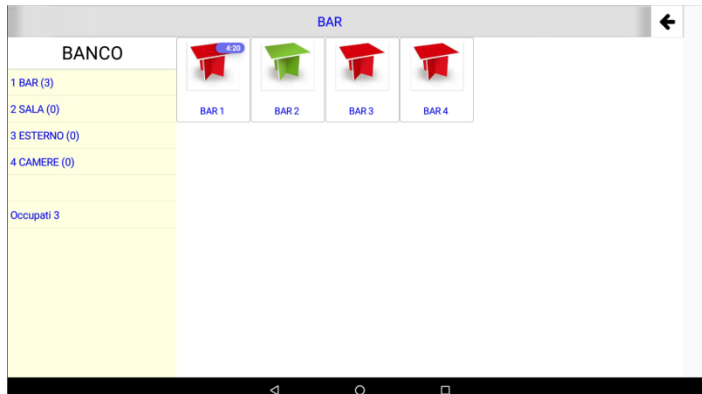 BAR
BANCO
1 BAR (3)
2 SALA (0)
3 ESTERNO (0)
4 CAMERE (0)
Occupati 3
4:20
BAR 1
BAR 2
BAR 3
BAR 4